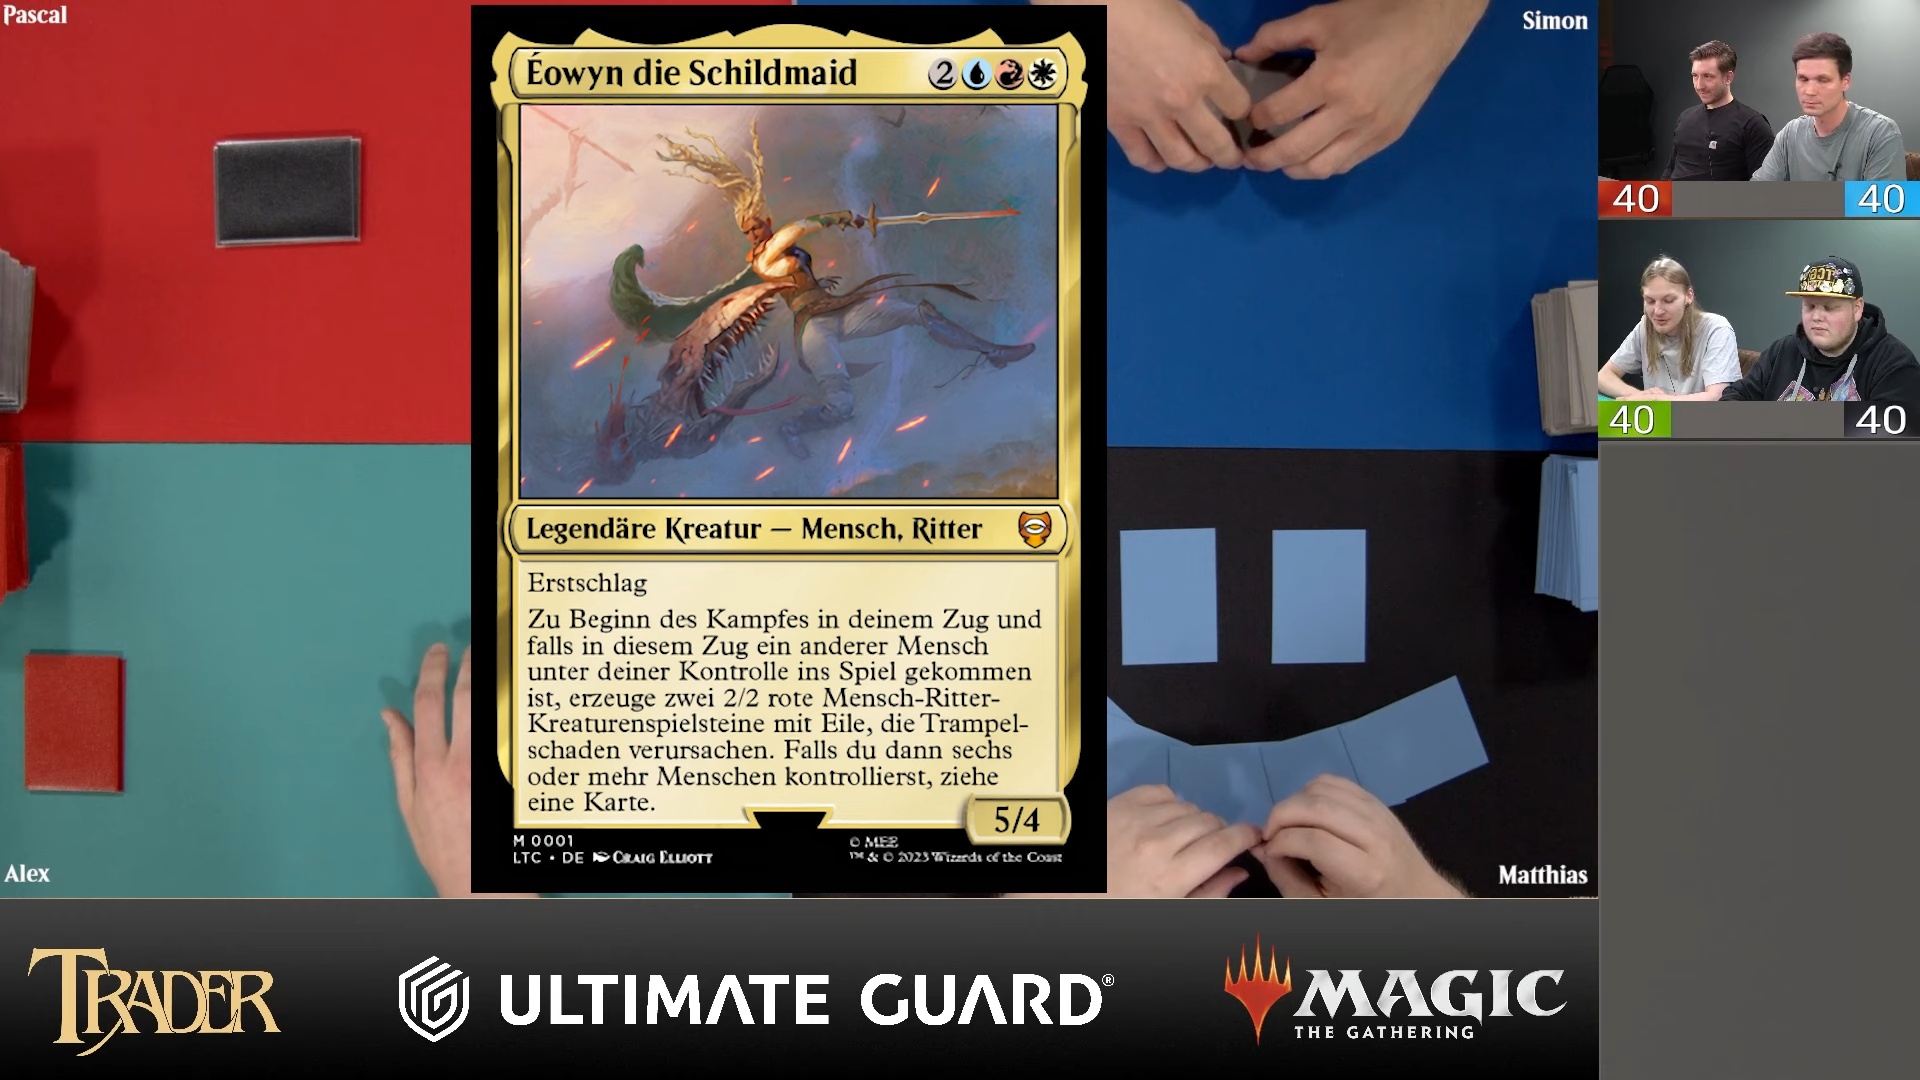 Pascal
Simon
Éowyn die Schildmaid
2
Legendäre Kreatur — Mensch, Ritter
Erstschlag
Zu Beginn des Kampfes in deinem Zug und
falls in diesem Zug ein anderer Mensch
unter deiner Kontrolle ins Spiel gekommen
ist, erzeuge zwei 2/2 rote Mensch-Ritter-
Kreaturenspielsteine mit Eile, die Trampel-
schaden verursachen. Falls du dann sechs
oder mehr Menschen kontrollierst, ziehe
eine Karte.
5/4
M 0001
LTC • DE Craig Elliott
© MEE
™ & © 2023 Wizards of the Coast
40
40
40
40
Alex
Matthias
TRADER
ULTIMATE GUARD®
MAGIC
THE GATHERING